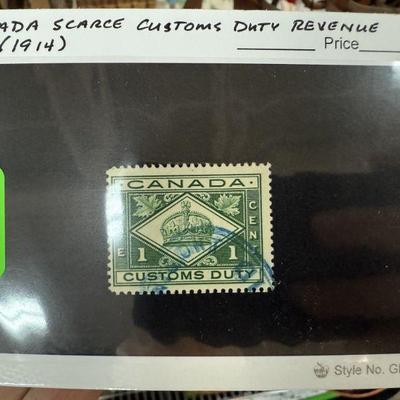 ADA SCARCE CUSTOMS DUTY REVENUE
(1914)
Price
CANADA
CENT
E 1 1
CUSTOMS DUTY
Style No. G